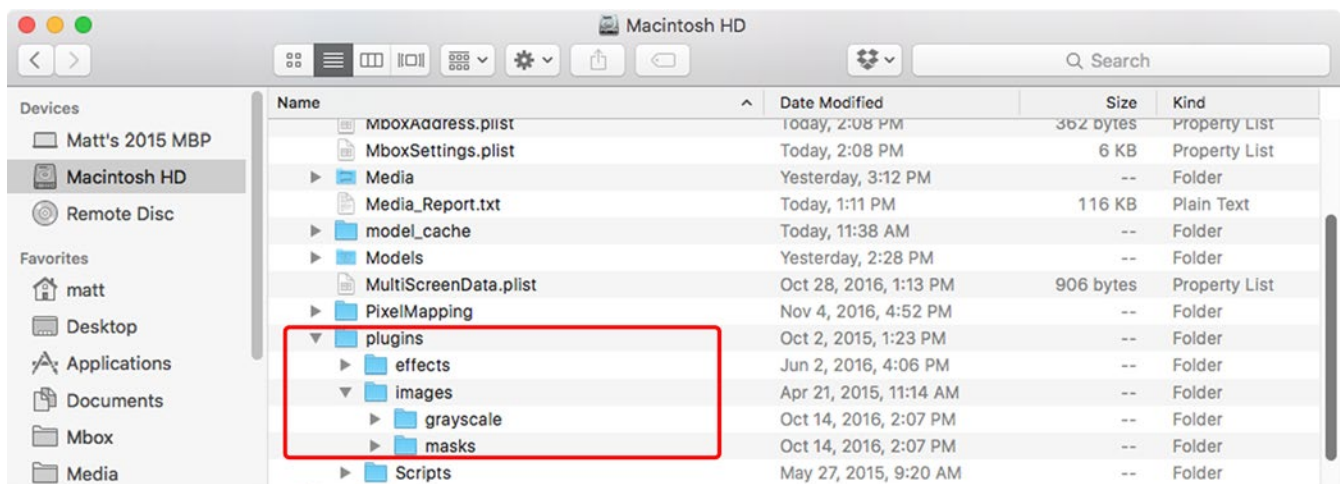 Macintosh HD
Search
Devices
Matt's 2015 MBP
Macintosh HD
Remote Disc
Favorites
matt
Desktop
Applications
Documents
Mbox
Media
Name Date Modified Size Kind
MboxAddress.plist Today, 2:08 PM 362 bytes Property List
MboxSettings.plist Today, 2:08 PM 6 KB Property List
Media Yesterday, 3:12 PM -- Folder
Media_Report.txt Today, 1:11 PM 116 KB Plain Text
model_cache Today, 11:38 AM -- Folder
Models Yesterday, 2:28 PM -- Folder
MultiScreenData.plist Oct 28, 2016, 1:13 PM 906 bytes Property List
PixelMapping Nov 4, 2016, 4:52 PM -- Folder
plugins Oct 2, 2015, 1:23 PM -- Folder
effects Jun 2, 2016, 4:06 PM -- Folder
images Apr 21, 2015, 11:14 AM -- Folder
grayscale Oct 14, 2016, 2:07 PM -- Folder
masks Oct 14, 2016, 2:07 PM -- Folder
Scripts May 27, 2015, 9:20 AM -- Folder